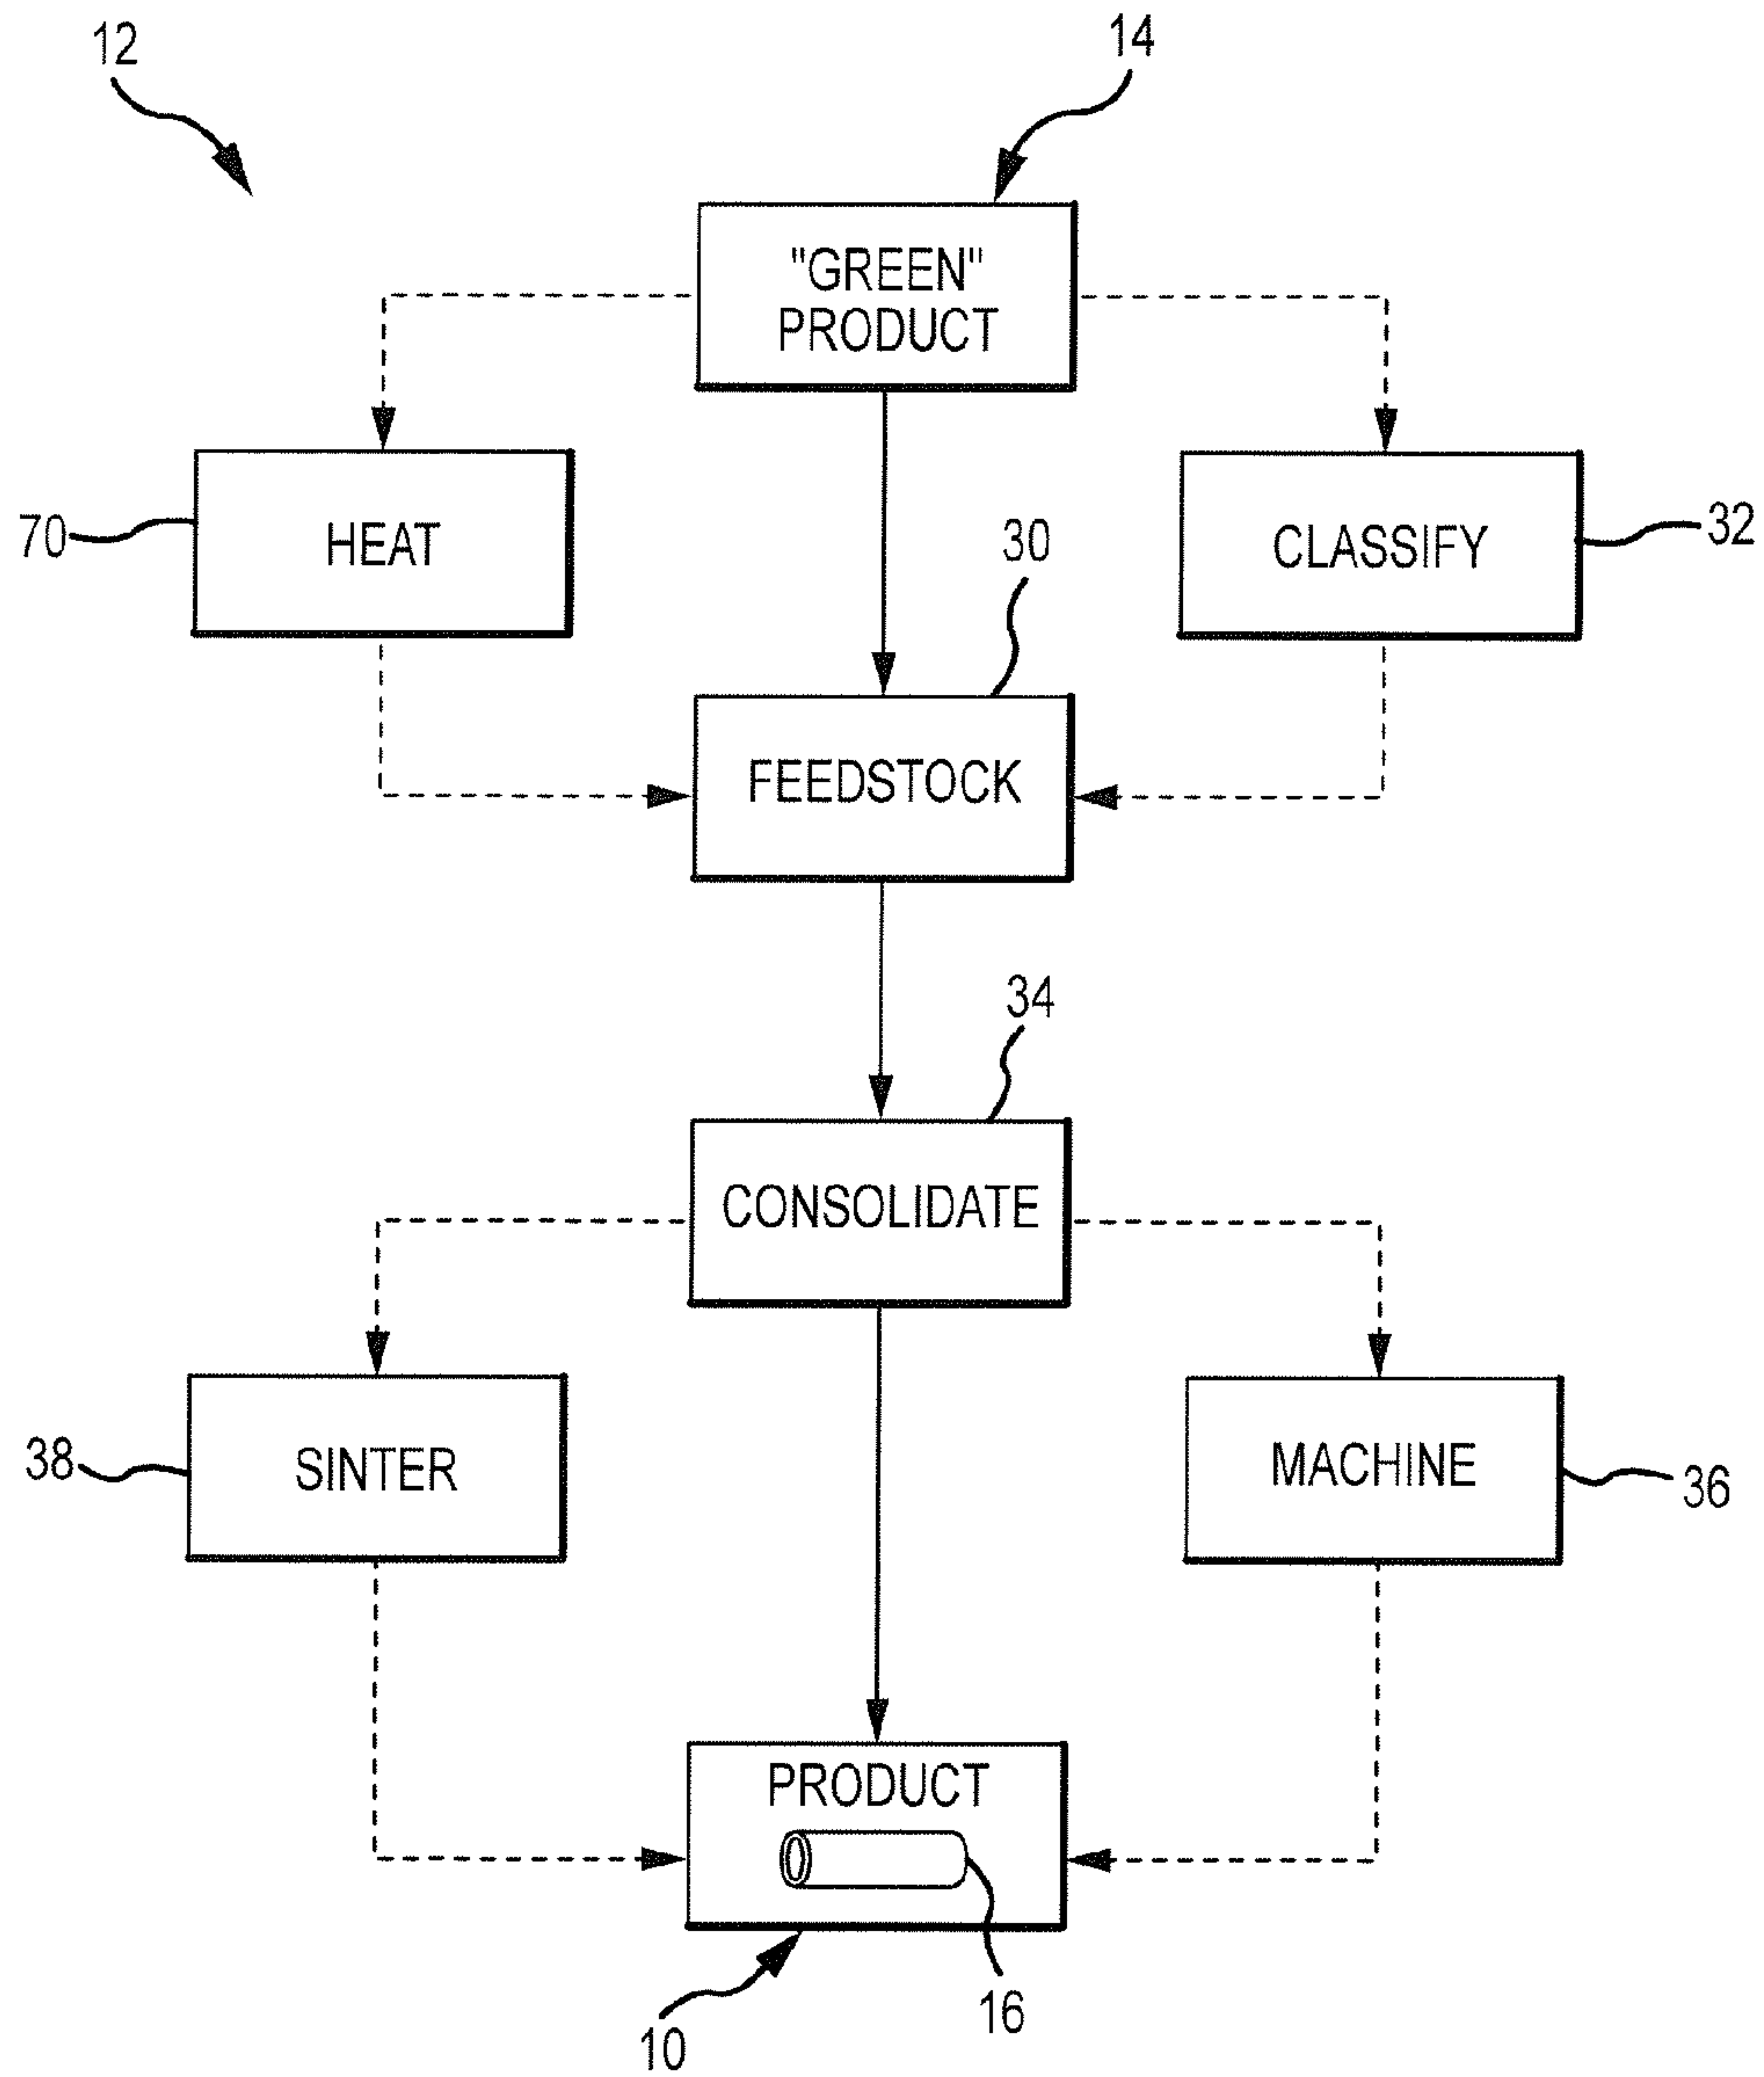 12
14
"GREEN"
PRODUCT
70
HEAT
30
CLASSIFY
32
FEEDSTOCK
34
CONSOLIDATE
38
SINTER
MACHINE
36
PRODUCT
10
16